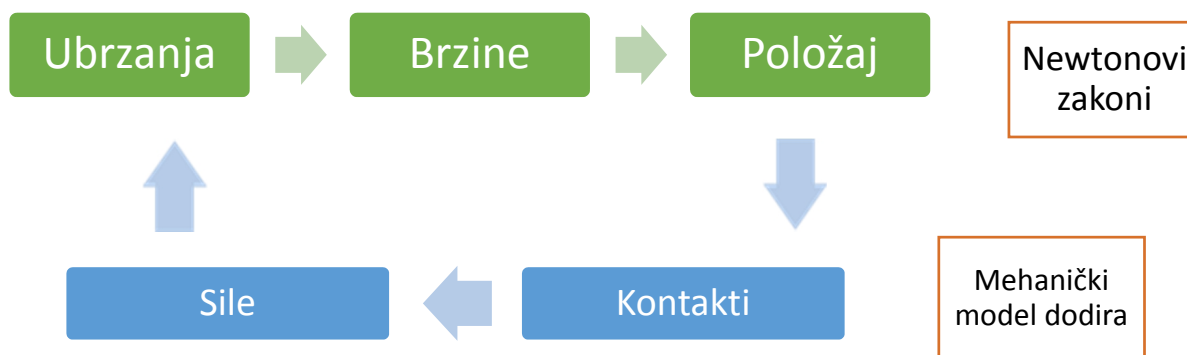 Ubrzanja
Brzine
Položaj
Newtonovi
zakoni
Sile
Kontakti
Mehanički
model dodira